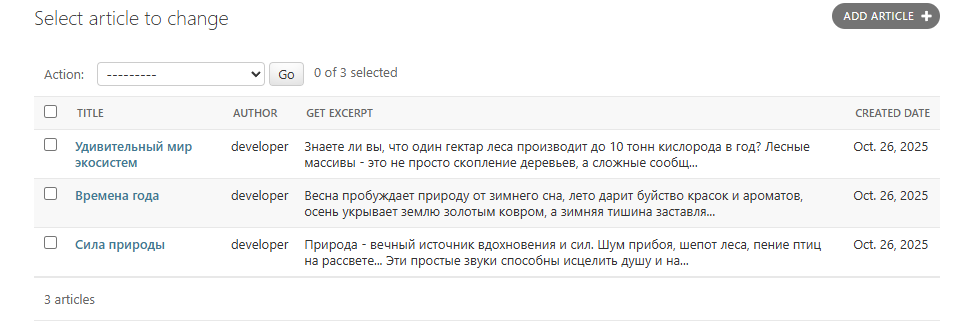 Select article to change
ADD ARTICLE +
Action: --------- Go 0 of 3 selected
TITLE AUTHOR GET EXCERPT CREATED DATE
Удивительный мир экосистем developer Знаете ли вы, что один гектар леса производит до 10 тонн кислорода в год? Лесные
массивы - это не просто скопление деревьев, а сложные сообщ... Oct. 26, 2025
Времена года developer Весна пробуждает природу от зимнего сна, лето дарит буйство красок и ароматов,
осень укрывает землю золотым ковром, а зимняя тишина заставля... Oct. 26, 2025
Сила природы developer Природа - вечный источник вдохновения и сил. Шум прибоя, шепот леса, пение птиц
на рассвете... Эти простые звуки способны исцелить душу и на... Oct. 26, 2025
3 articles